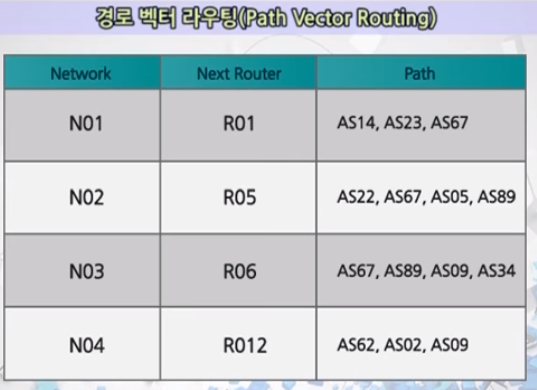 경로 벡터 라우팅(Path Vector Routing)
Network Next Router Path
N01 R01 AS14, AS23, AS67
N02 R05 AS22, AS67, AS05, AS89
N03 R06 AS67, AS89, AS09, AS34
N04 R012 AS62, AS02, AS09